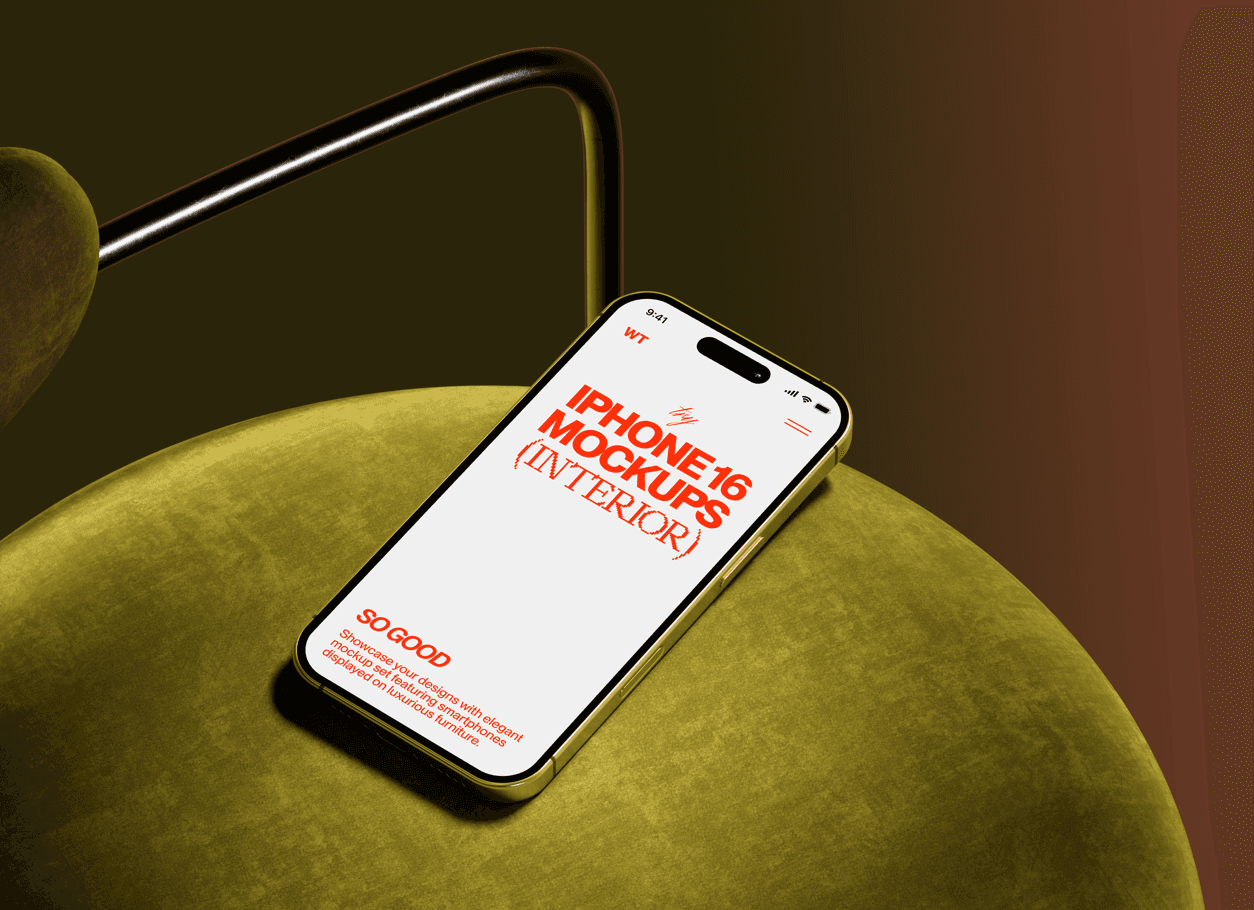 9:41
WT
try
IPHONE 16
MOCKUPS
(INTERIOR)
SO GOOD
Showcase your designs with elegant
mockup set featuring smartphones
displayed on luxurious furniture.